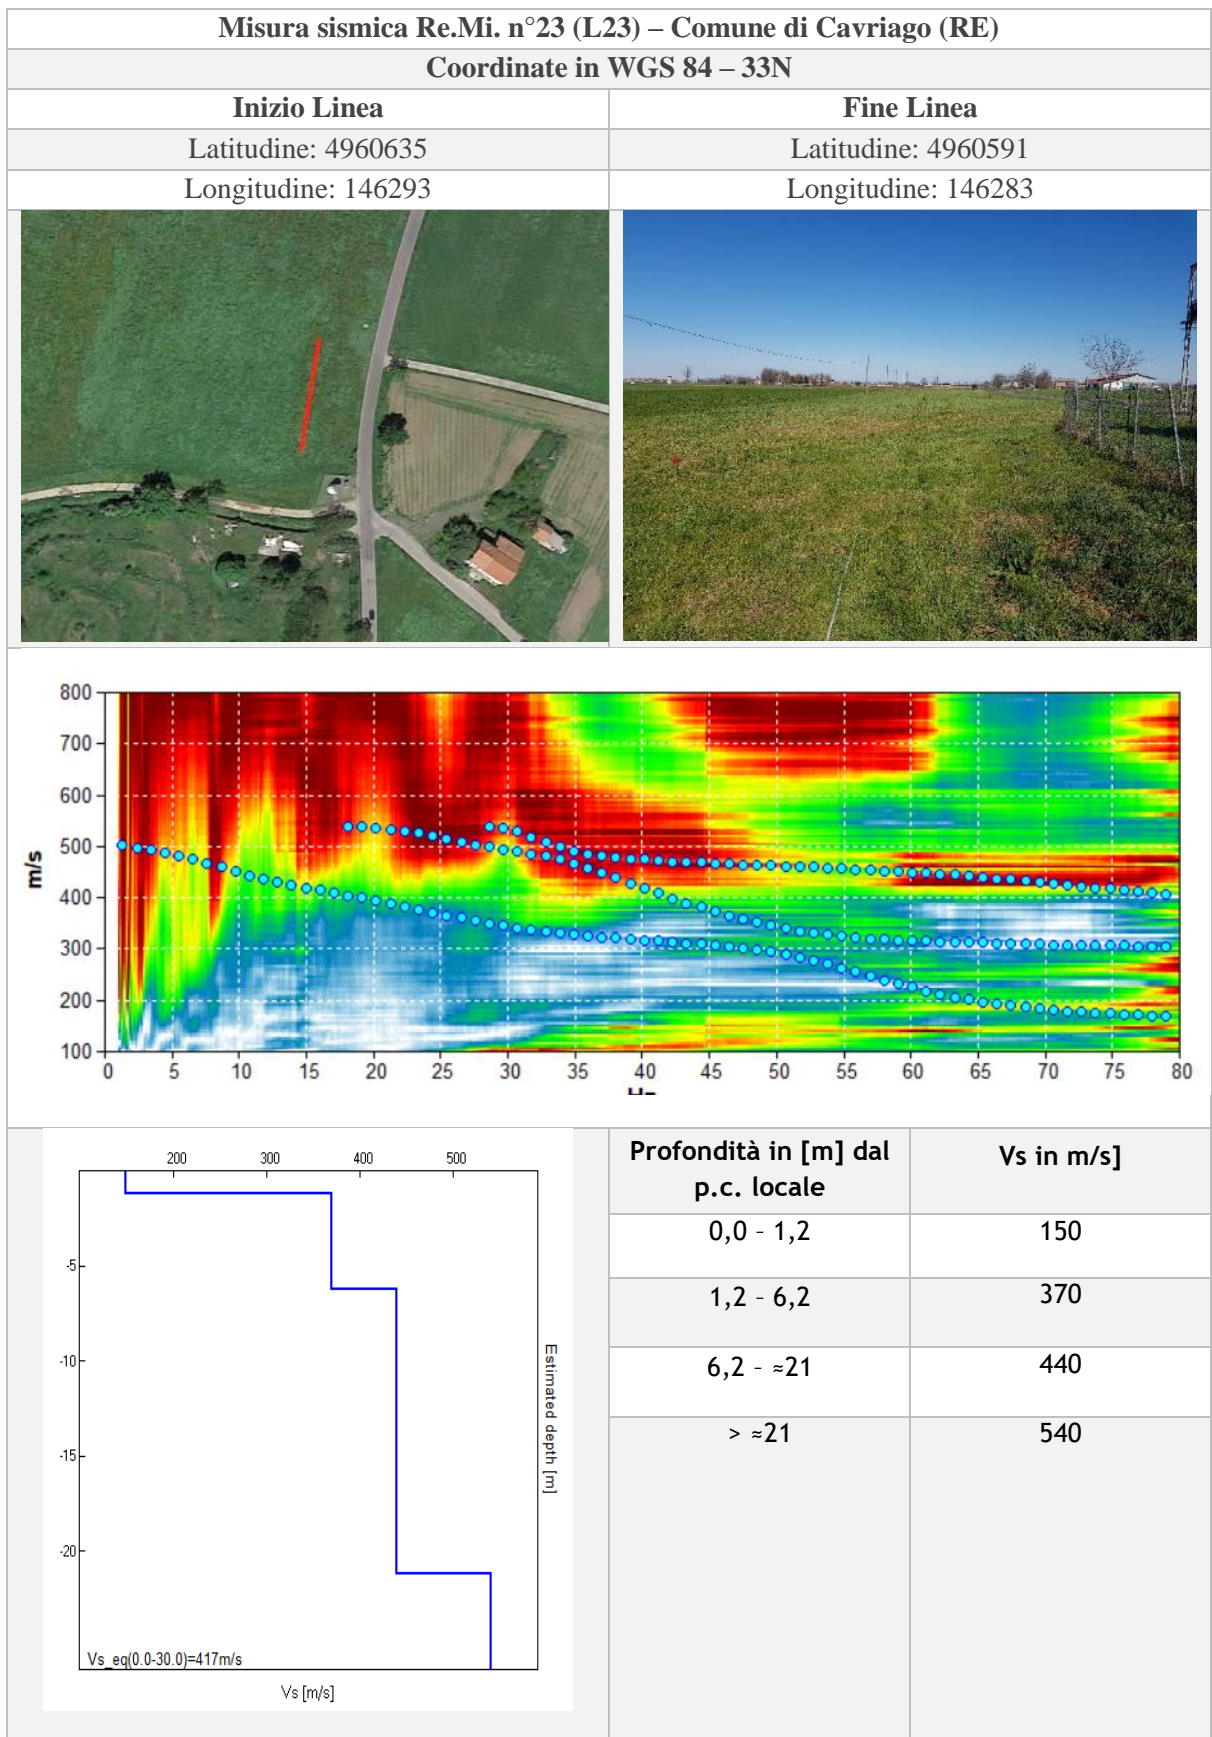 Misura sismica Re.Mi. n°23 (L23) – Comune di Cavriago (RE)
Coordinate in WGS 84 – 33N
Inizio Linea
Fine Linea
Latitudine: 4960635
Latitudine: 4960591
Longitudine: 146293
Longitudine: 146283
800
700
600
500
400
300
200
100
m/s
0 5 10 15 20 25 30 35 40 45 50 55 60 65 70 75 80
200 300 400 500
-5
-10
-15
-20
Estimated depth [m]
Vs_eq(0.0-30.0)=417m/s
Vs [m/s]
Profondità in [m] dal
p.c. locale
Vs in m/s]
0,0 – 1,2
150
1,2 – 6,2
370
6,2 – ≈21
440
> ≈21
540